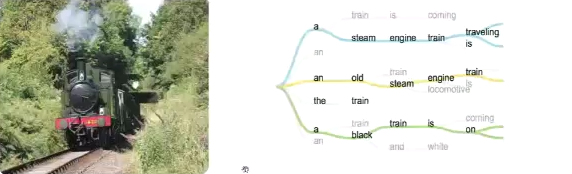 train is coming
a traveling
steam engine train is
an
train train
an old engine
steam is
locomotive
the train
coming
train
a train is on
black
an and white